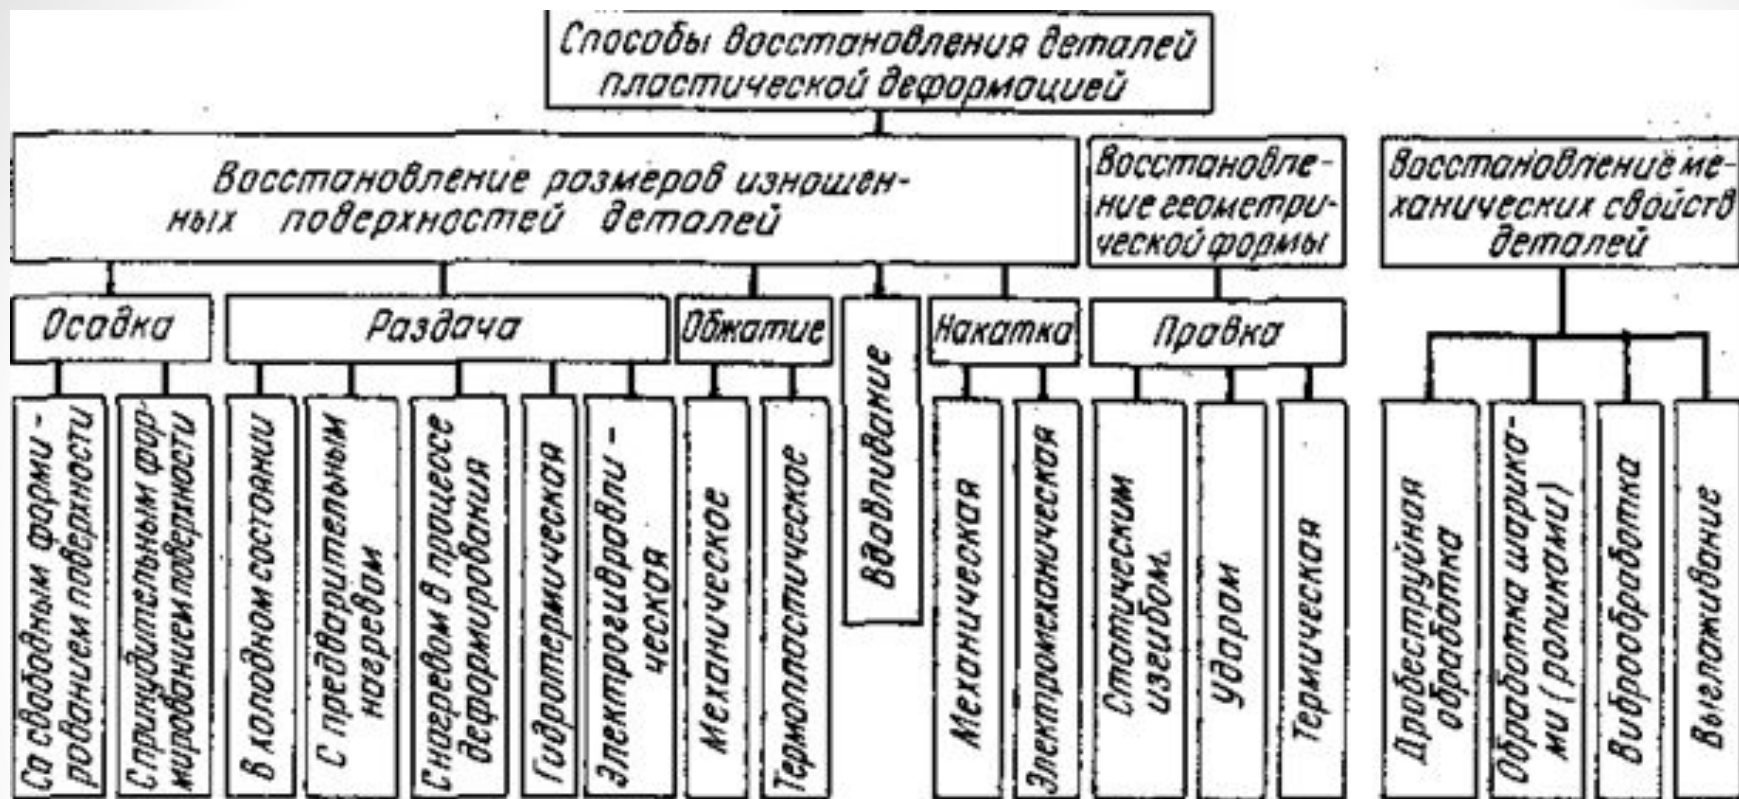 Способы восстановления деталей
пластической деформацией
Восстановление размеров изношен-
ных поверхностей деталей
Восстановле-
ние геометри-
ческой формы
Восстановление ме-
ханических свойств
деталей
Осадка
Раздача
Обжатие
Вдавливание
Накатка
Правка
Со свободным форми-
рованием поверхности
С принудительным фор-
мированием поверхности
В холодном состоянии
С предварительным
нагревом
С нагревом в процессе
деформирования
Гидротермическая
Электрогидравли-
ческая
Механическое
Термопластическое
Механическая
Электромеханическая
Статическим
изгибом
Ударом
Термическая
Дробеструйная
обработка
Обработка шарика-
ми (роликами)
Виброобработка
Выглаживание